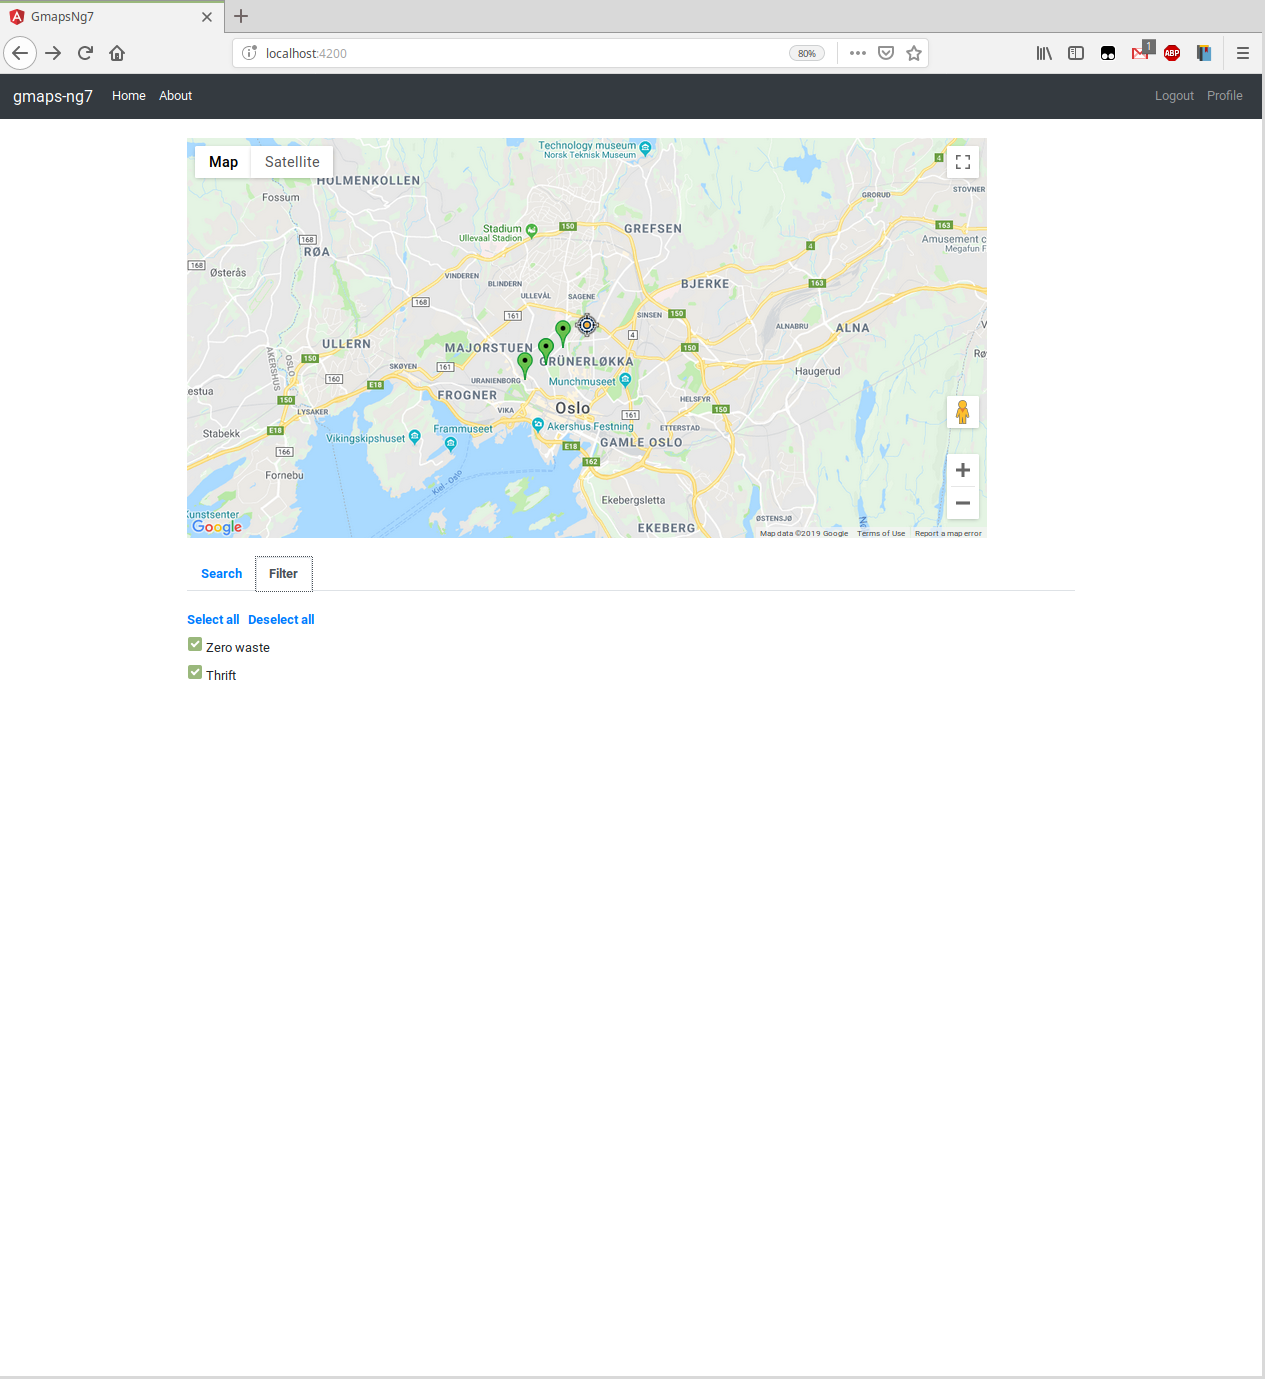 GmapsNg7
localhost:4200
80%
1
ABP
gmaps-ng7 Home About Logout Profile
Map Satellite
Technology museum
Norsk Teknisk Museum
HOLMENKOLLEN
Fossum
4
GRORUD
STOVNER
Stadium
Ullevaal Stadion
150
GREFSEN
163
168
RØA
4
Amusement c
Megafun F
168
Østerås
VINDEREN
BLINDERN
BJERKE
163
168
ULLEVÅL
SAGENE
161
SINSEN
150
ALNABRU
ALNA
4
ULLERN
MAJORSTUEN
150
AKERSHUS
OSLO
150
GRÜNERLØKKA
SKØYEN
161
Haugerud
160
E18
URANIENBORG
Munchmuseet
estua
FROGNER
150
HELSFYR
LYSAKER
VIKA
Oslo
161
150
E18
Stabekk
Frammuseet
Akershus Festning
ETTERSTAD
Vikingskipshuset
E18
GAMLE OSLO
166
162
Fornebu
Kiel - Oslo
Ekebergsletta
Kunstsenter
ØSTENSJØ
EKEBERG
Google
Map data ©2019 Google Terms of Use Report a map error
Search Filter
Select all Deselect all
Zero waste
Thrift